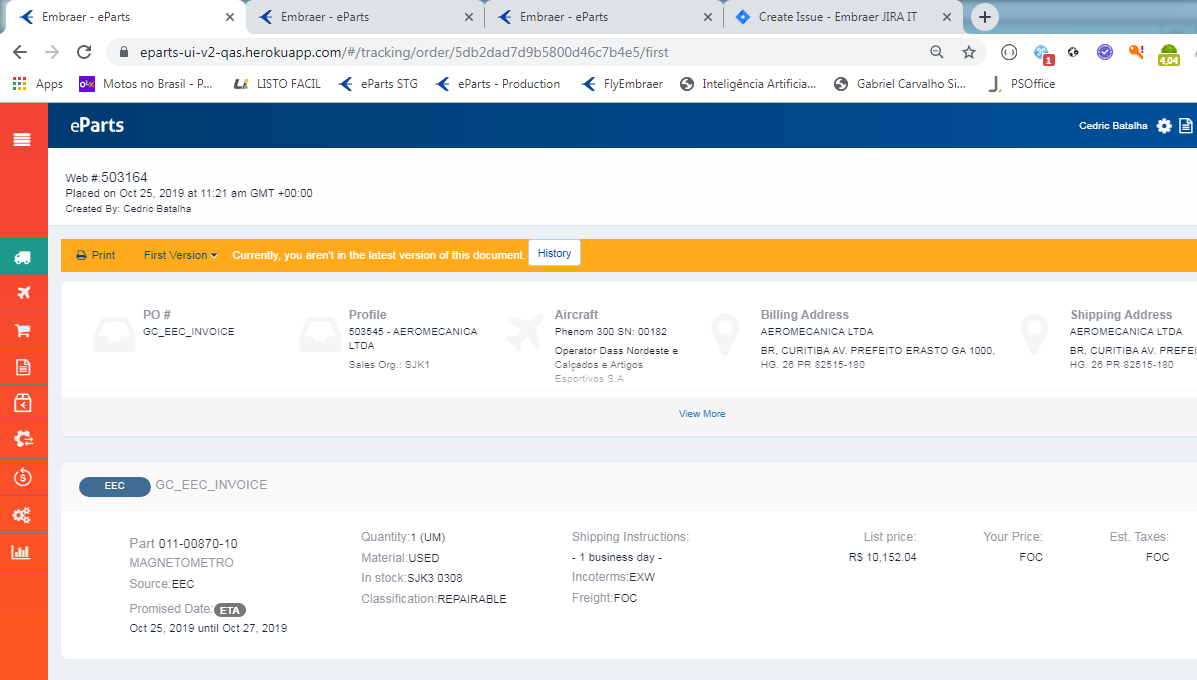 Embraer - eParts
Embraer - eParts
Embraer - eParts
Create Issue - Embraer JIRA IT
eparts-ui-v2-qas.herokuapp.com/#/tracking/order/5db2dad7d9b5800d46c7b4e5/first
1
4,04
Apps
olx
Motos no Brasil - P...
LISTO FACIL
eParts STG
eParts - Production
FlyEmbraer
Inteligência Artificia...
Gabriel Carvalho Si...
PSOffice
eParts
Cedric Batalha
Web #:503164
Placed on Oct 25, 2019 at 11:21 am GMT +00:00
Created By: Cedric Batalha
Print
First Version
Currently, you aren't in the latest version of this document.
History
PO #
GC_EEC_INVOICE
Profile
503545 - AEROMECANICA
LTDA
Sales Org.: SJK1
Aircraft
Phenom 300 SN: 00182
Operator Dass Nordeste e
Calçados e Artigos
Esportivos S.A
Billing Address
AEROMECANICA LTDA
BR, CURITIBA AV. PREFEITO ERASTO GA 1000,
HG. 26 PR 82515-180
Shipping Address
AEROMECANICA LTDA
BR, CURITIBA AV. PREFEI
HG. 26 PR 82515-180
View More
EEC
GC_EEC_INVOICE
Part 011-00870-10
MAGNETOMETRO
Source:EEC
Promised Date: ETA
Oct 25, 2019 until Oct 27, 2019
Quantity:1 (UM)
Material:USED
In stock:SJK3 0308
Classification:REPAIRABLE
Shipping Instructions:
- 1 business day -
Incoterms:EXW
Freight:FOC
List price:
R$ 10,152.04
Your Price:
FOC
Est. Taxes:
FOC